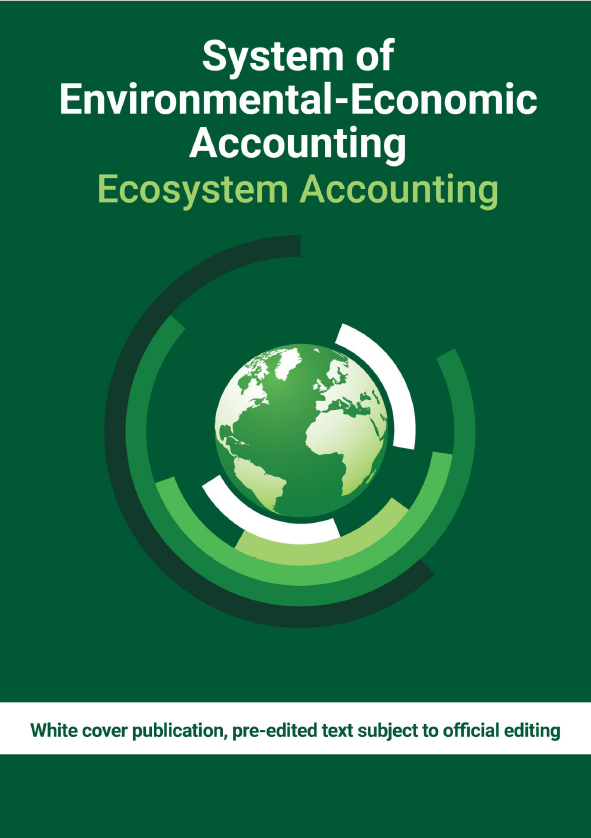 System of
Environmental-Economic
Accounting
Ecosystem Accounting
White cover publication, pre-edited text subject to official editing